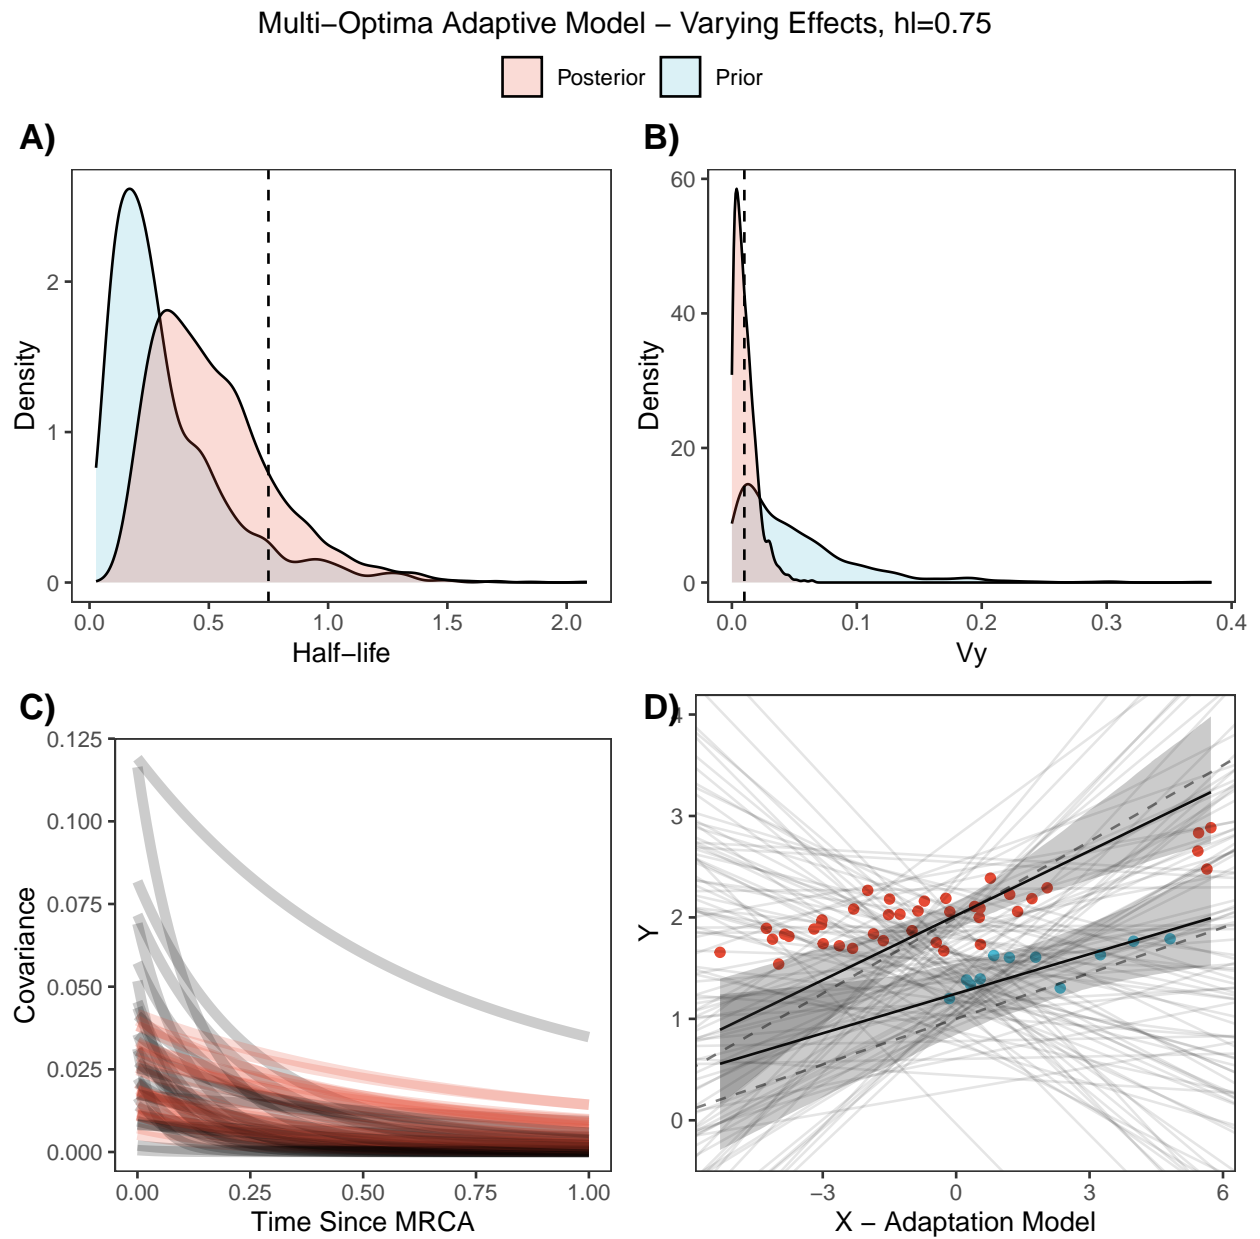 Multi−Optima Adaptive Model − Varying Effects, hl=0.75
Posterior
Prior
A)
Density
2
1
0
0.0 0.5 1.0 1.5 2.0
Half−life
B)
Density
60
40
20
0
0.0 0.1 0.2 0.3 0.4
Vy
C)
Covariance
0.125
0.100
0.075
0.050
0.025
0.000
0.00 0.25 0.50 0.75 1.00
Time Since MRCA
D)
Y
4
3
2
1
0
−3 0 3 6
X − Adaptation Model